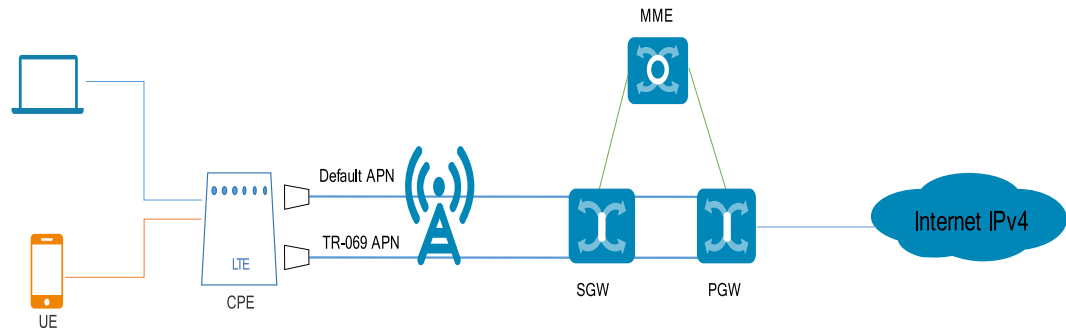 MME
Default APN
TR-069 APN
LTE
CPE
UE
SGW
PGW
Internet IPv4